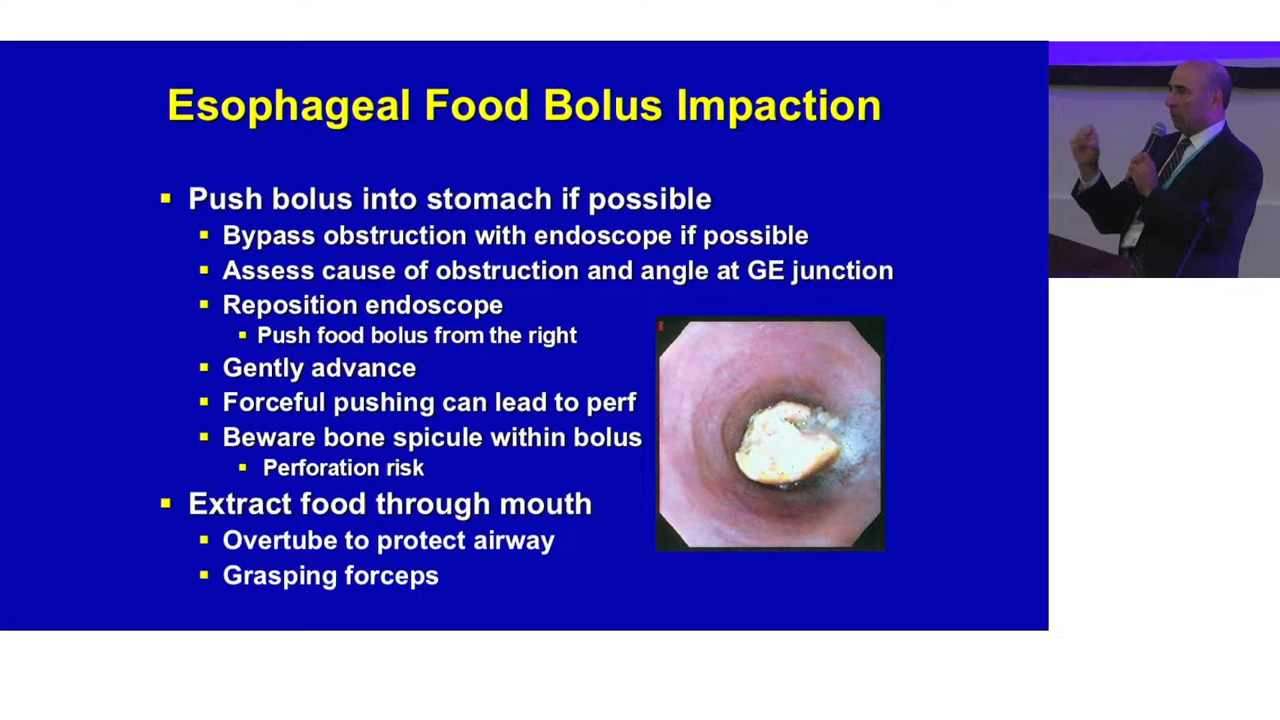 Esophageal Food Bolus Impaction
Push bolus into stomach if possible
Bypass obstruction with endoscope if possible
Assess cause of obstruction and angle at GE junction
Reposition endoscope
Push food bolus from the right
Gently advance
Forceful pushing can lead to perf
Beware bone spicule within bolus
Perforation risk
Extract food through mouth
Overtube to protect airway
Grasping forceps